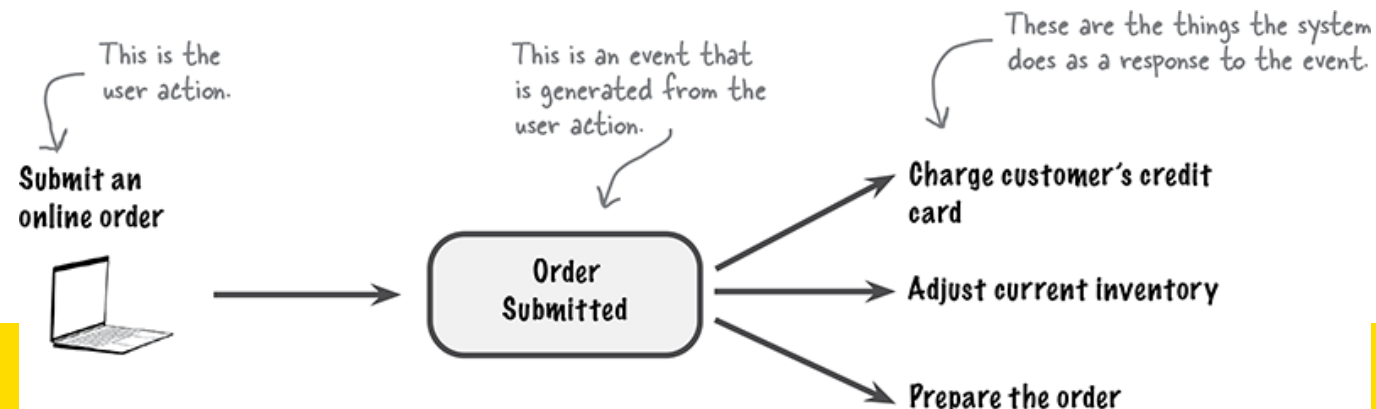 This is the
user action.
This is an event that
is generated from the
user action.
These are the things the system
does as a response to the event.
Submit an
online order
Order
Submitted
Charge customer's credit
card
Adjust current inventory
Prepare the order